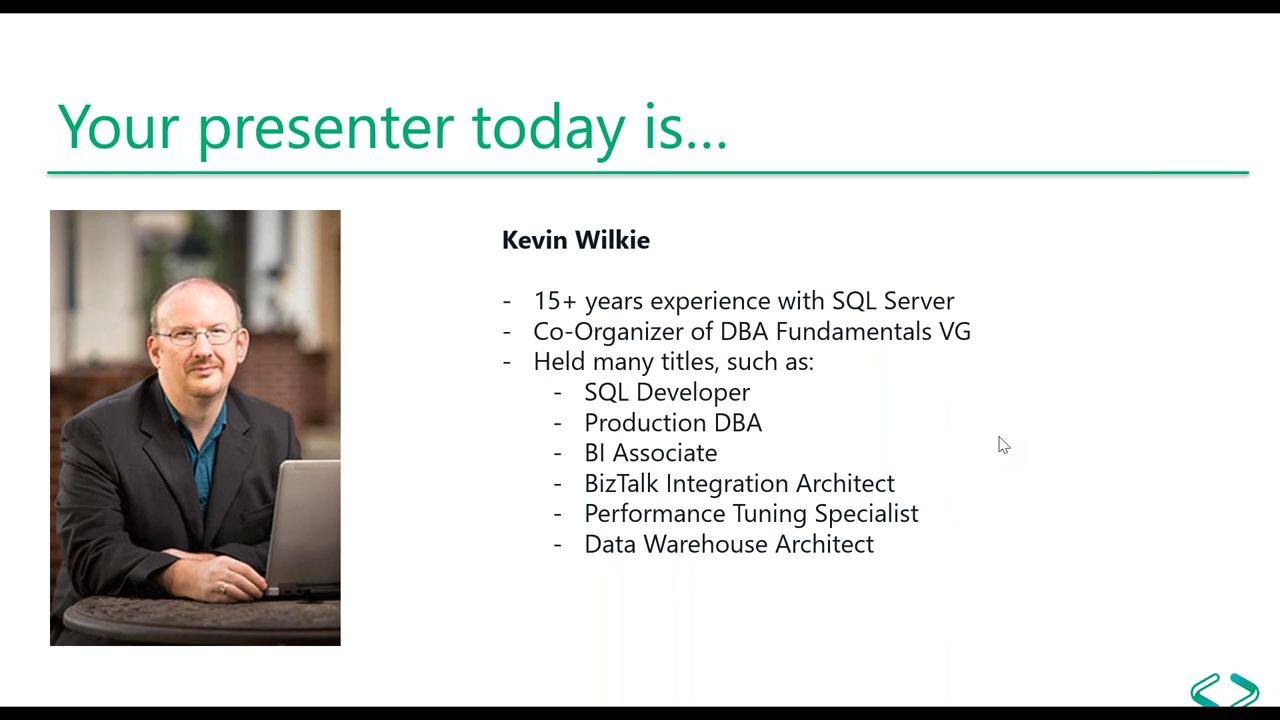 Your presenter today is...
Kevin Wilkie
- 15+ years experience with SQL Server
- Co-Organizer of DBA Fundamentals VG
- Held many titles, such as:
- SQL Developer
- Production DBA
- BI Associate
- BizTalk Integration Architect
- Performance Tuning Specialist
- Data Warehouse Architect